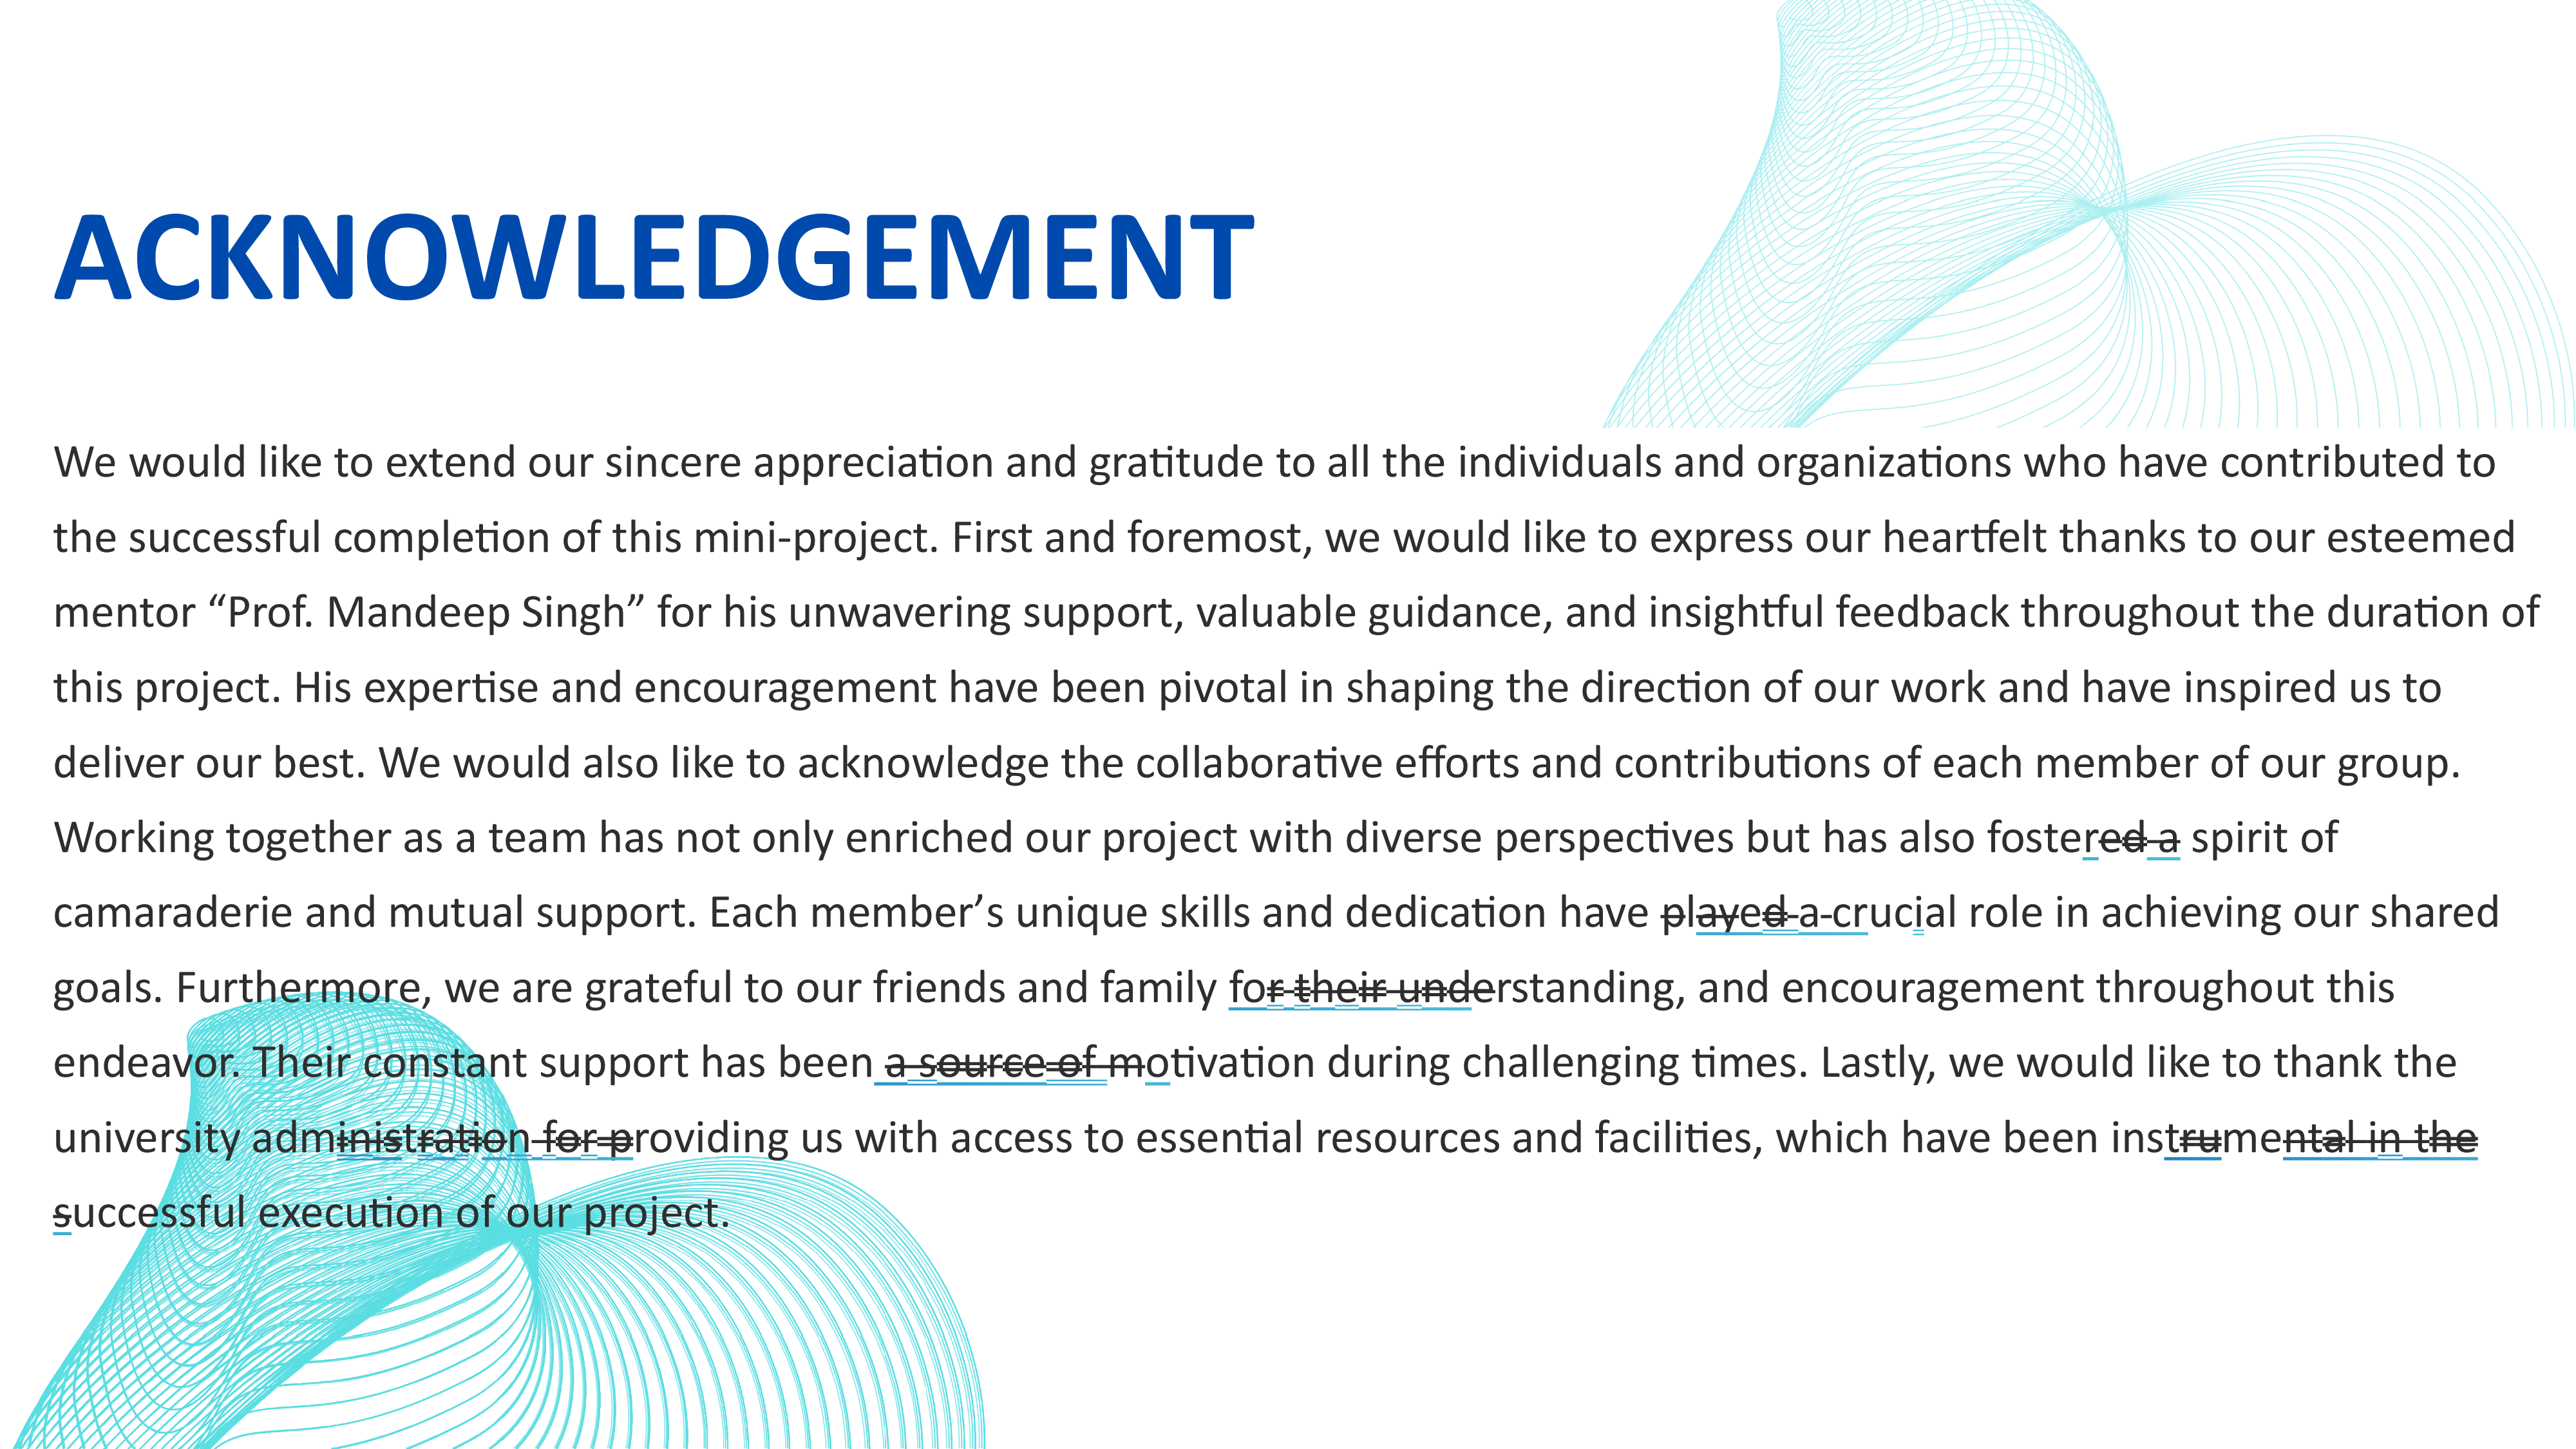 ACKNOWLEDGEMENT
We would like to extend our sincere appreciation and gratitude to all the individuals and organizations who have contributed to
the successful completion of this mini-project. First and foremost, we would like to express our heartfelt thanks to our esteemed
mentor “Prof. Mandeep Singh” for his unwavering support, valuable guidance, and insightful feedback throughout the duration of
this project. His expertise and encouragement have been pivotal in shaping the direction of our work and have inspired us to
deliver our best. We would also like to acknowledge the collaborative efforts and contributions of each member of our group.
Working together as a team has not only enriched our project with diverse perspectives but has also fostered a spirit of
camaraderie and mutual support. Each member’s unique skills and dedication have played a crucial role in achieving our shared
goals. Furthermore, we are grateful to our friends and family for their understanding, and encouragement throughout this
endeavor. Their constant support has been a source of motivation during challenging times. Lastly, we would like to thank the
university administration for providing us with access to essential resources and facilities, which have been instrumental in the
successful execution of our project.